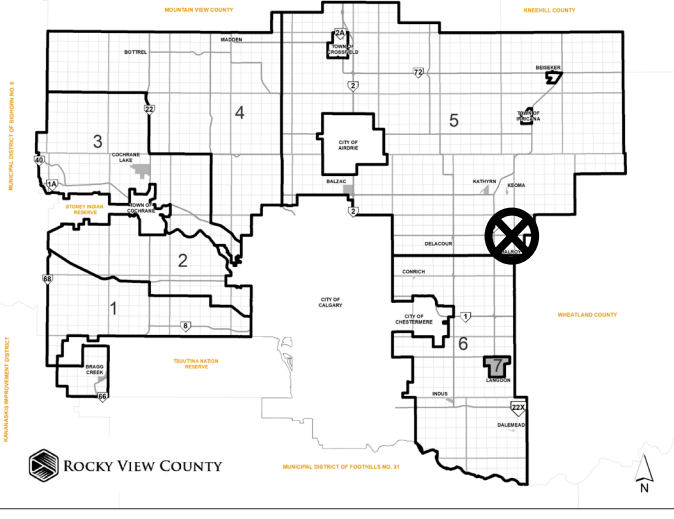 MOUNTAIN VIEW COUNTY
KNEEHILL COUNTY
MADDEN
BOTTREL
2A
TOWN OF
CROSSFIELD
72
BEISEKER
2
MUNICIPAL DISTRICT OF BIGHORN NO. 8
22
4
5
TOWN OF
IRRICANA
3
CITY OF
AIRDRIE
COCHRANE
LAKE
40
1A
BALZAC
KATHYRN
KEOMA
STONEY INDIAN
RESERVE
TOWN OF
COCHRANE
2
DELACOUR
2
CONRICH
68
1
CITY OF
CALGARY
CITY OF
CHESTERMERE
1
WHEATLAND COUNTY
8
6
KANANASKIS IMPROVEMENT DISTRICT
TSUUTINA NATION
RESERVE
BRAGG
CREEK
7
LANGDON
66
INDUS
22X
DALEMEAD
ROCKY VIEW COUNTY
MUNICIPAL DISTRICT OF FOOTHILLS NO. 31
N